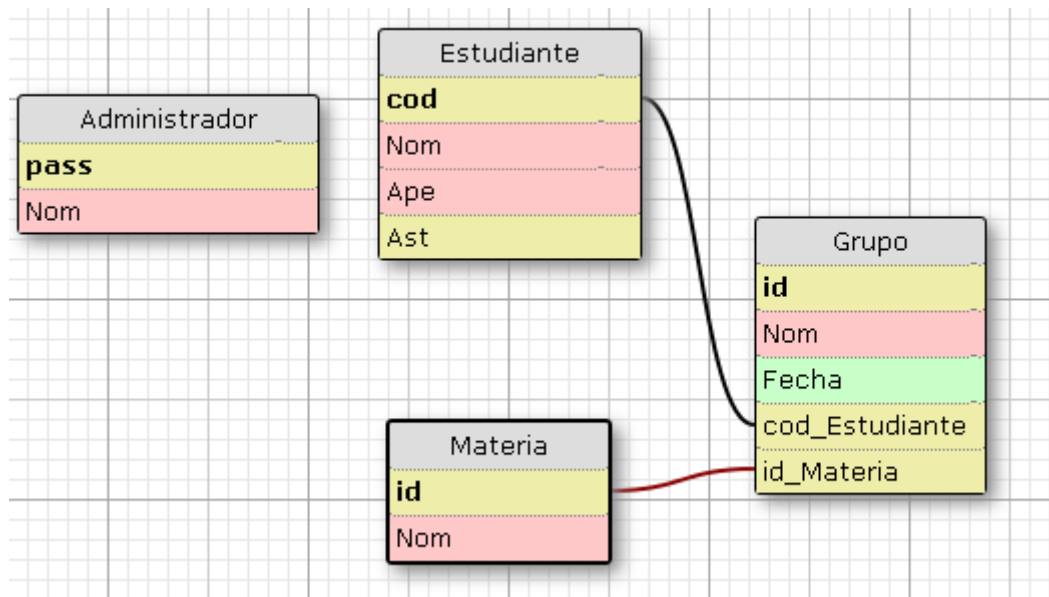 Administrador
pass
Nom
Estudiante
cod
Nom
Ape
Ast
Grupo
id
Nom
Fecha
cod_Estudiante
id_Materia
Materia
id
Nom